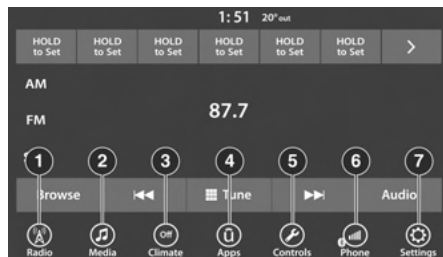 1:51 20° out
HOLD to Set HOLD to Set HOLD to Set HOLD to Set HOLD to Set HOLD to Set >
AM
87.7
FM
1 2 3 4 5 6 7
Browse Tune Audio
Off
Radio Media Climate Apps Controls Phone Settings